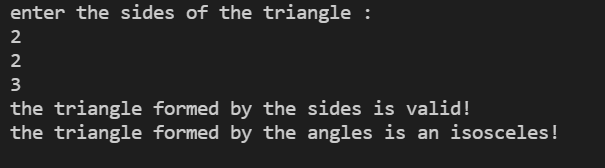 enter the sides of the triangle :
2
2
3
the triangle formed by the sides is valid!
the triangle formed by the angles is an isosceles!